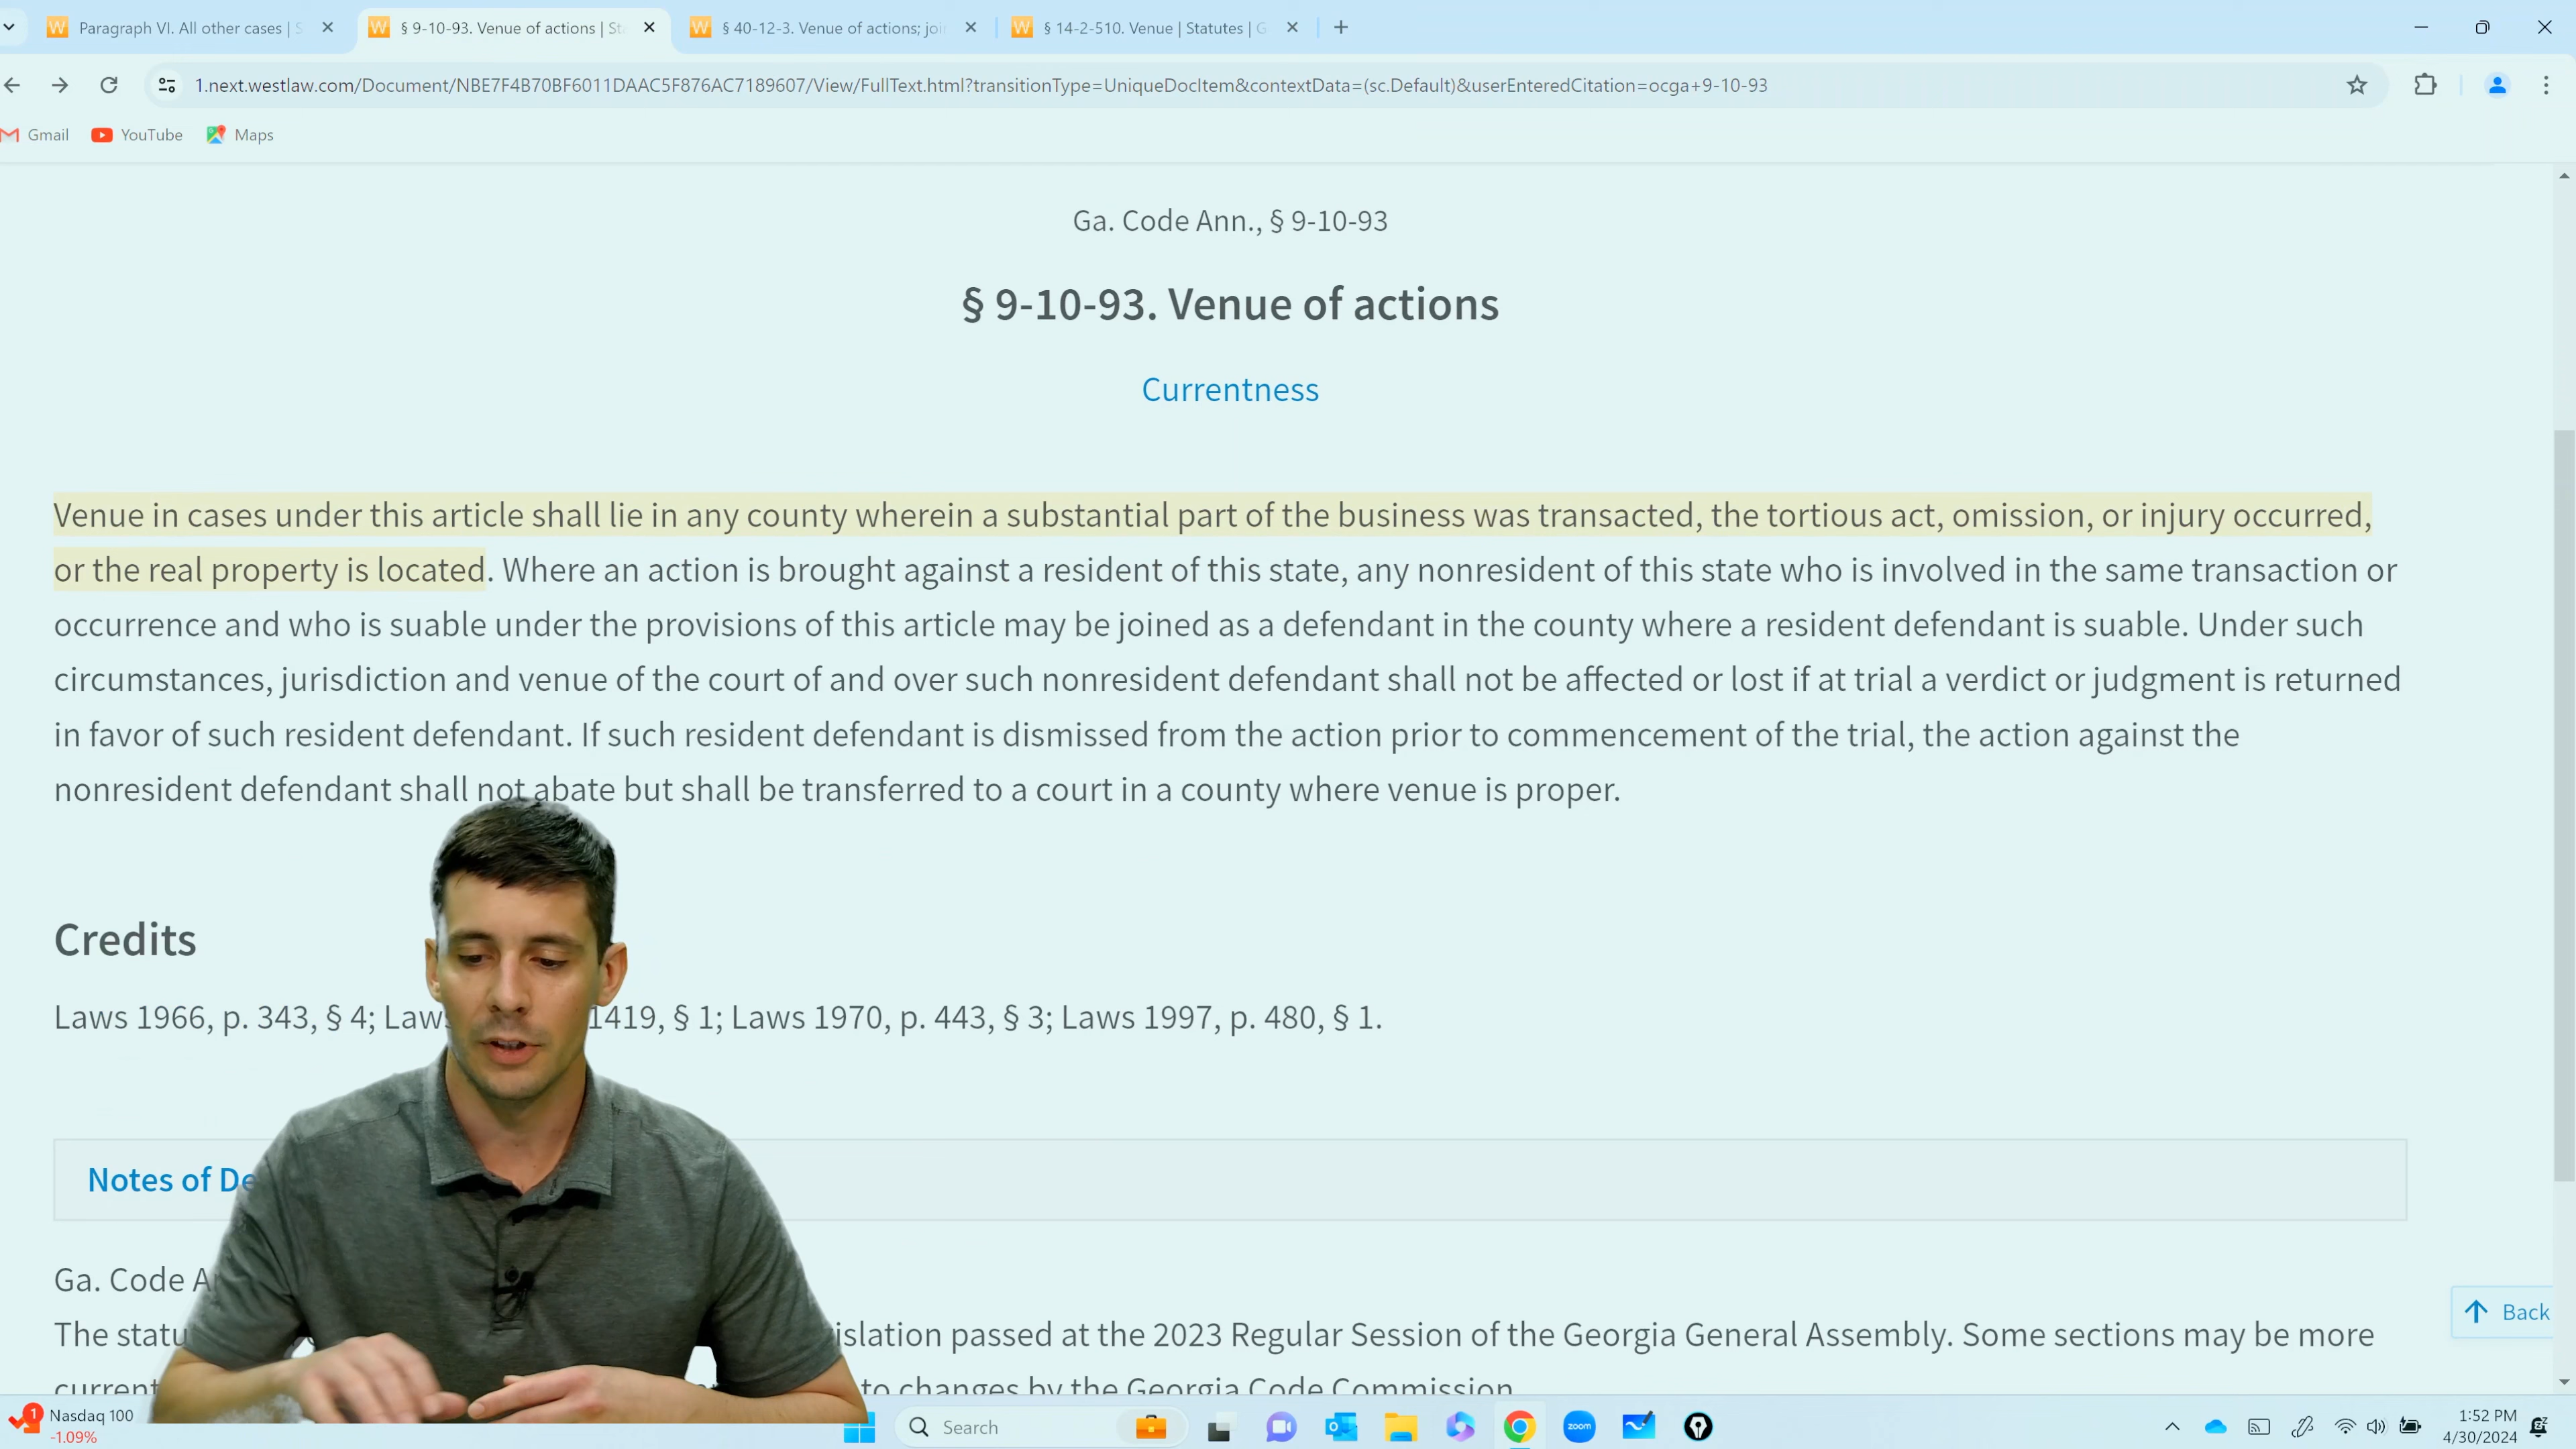 Paragraph VI. All other cases | S
§ 9-10-93. Venue of actions | Sta
§ 40-12-3. Venue of actions; joi
§ 14-2-510. Venue | Statutes | G
1.next.westlaw.com/Document/NBE7F4B70BF6011DAAC5F876AC7189607/View/FullText.html?transitionType=UniqueDocItem&contextData=(sc.Default)&userEnteredCitation=ocga+9-10-93
Gmail YouTube Maps
Ga. Code Ann., § 9-10-93
§ 9-10-93. Venue of actions
Currentness
Venue in cases under this article shall lie in any county wherein a substantial part of the business was transacted, the tortious act, omission, or injury occurred,
or the real property is located. Where an action is brought against a resident of this state, any nonresident of this state who is involved in the same transaction or
occurrence and who is suable under the provisions of this article may be joined as a defendant in the county where a resident defendant is suable. Under such
circumstances, jurisdiction and venue of the court of and over such nonresident defendant shall not be affected or lost if at trial a verdict or judgment is returned
in favor of such resident defendant. If such resident defendant is dismissed from the action prior to commencement of the trial, the action against the
nonresident defendant shall not abate but shall be transferred to a court in a county where venue is proper.
Credits
Laws 1966, p. 343, § 4; Laws 1419, § 1; Laws 1970, p. 443, § 3; Laws 1997, p. 480, § 1.
Notes of De
Ga. Code A
The statu islation passed at the 2023 Regular Session of the Georgia General Assembly. Some sections may be more
current to changes by the Georgia Code Commission.
Back
1
Nasdaq 100
-1.09%
Search
zoom
1:52 PM
4/30/2024